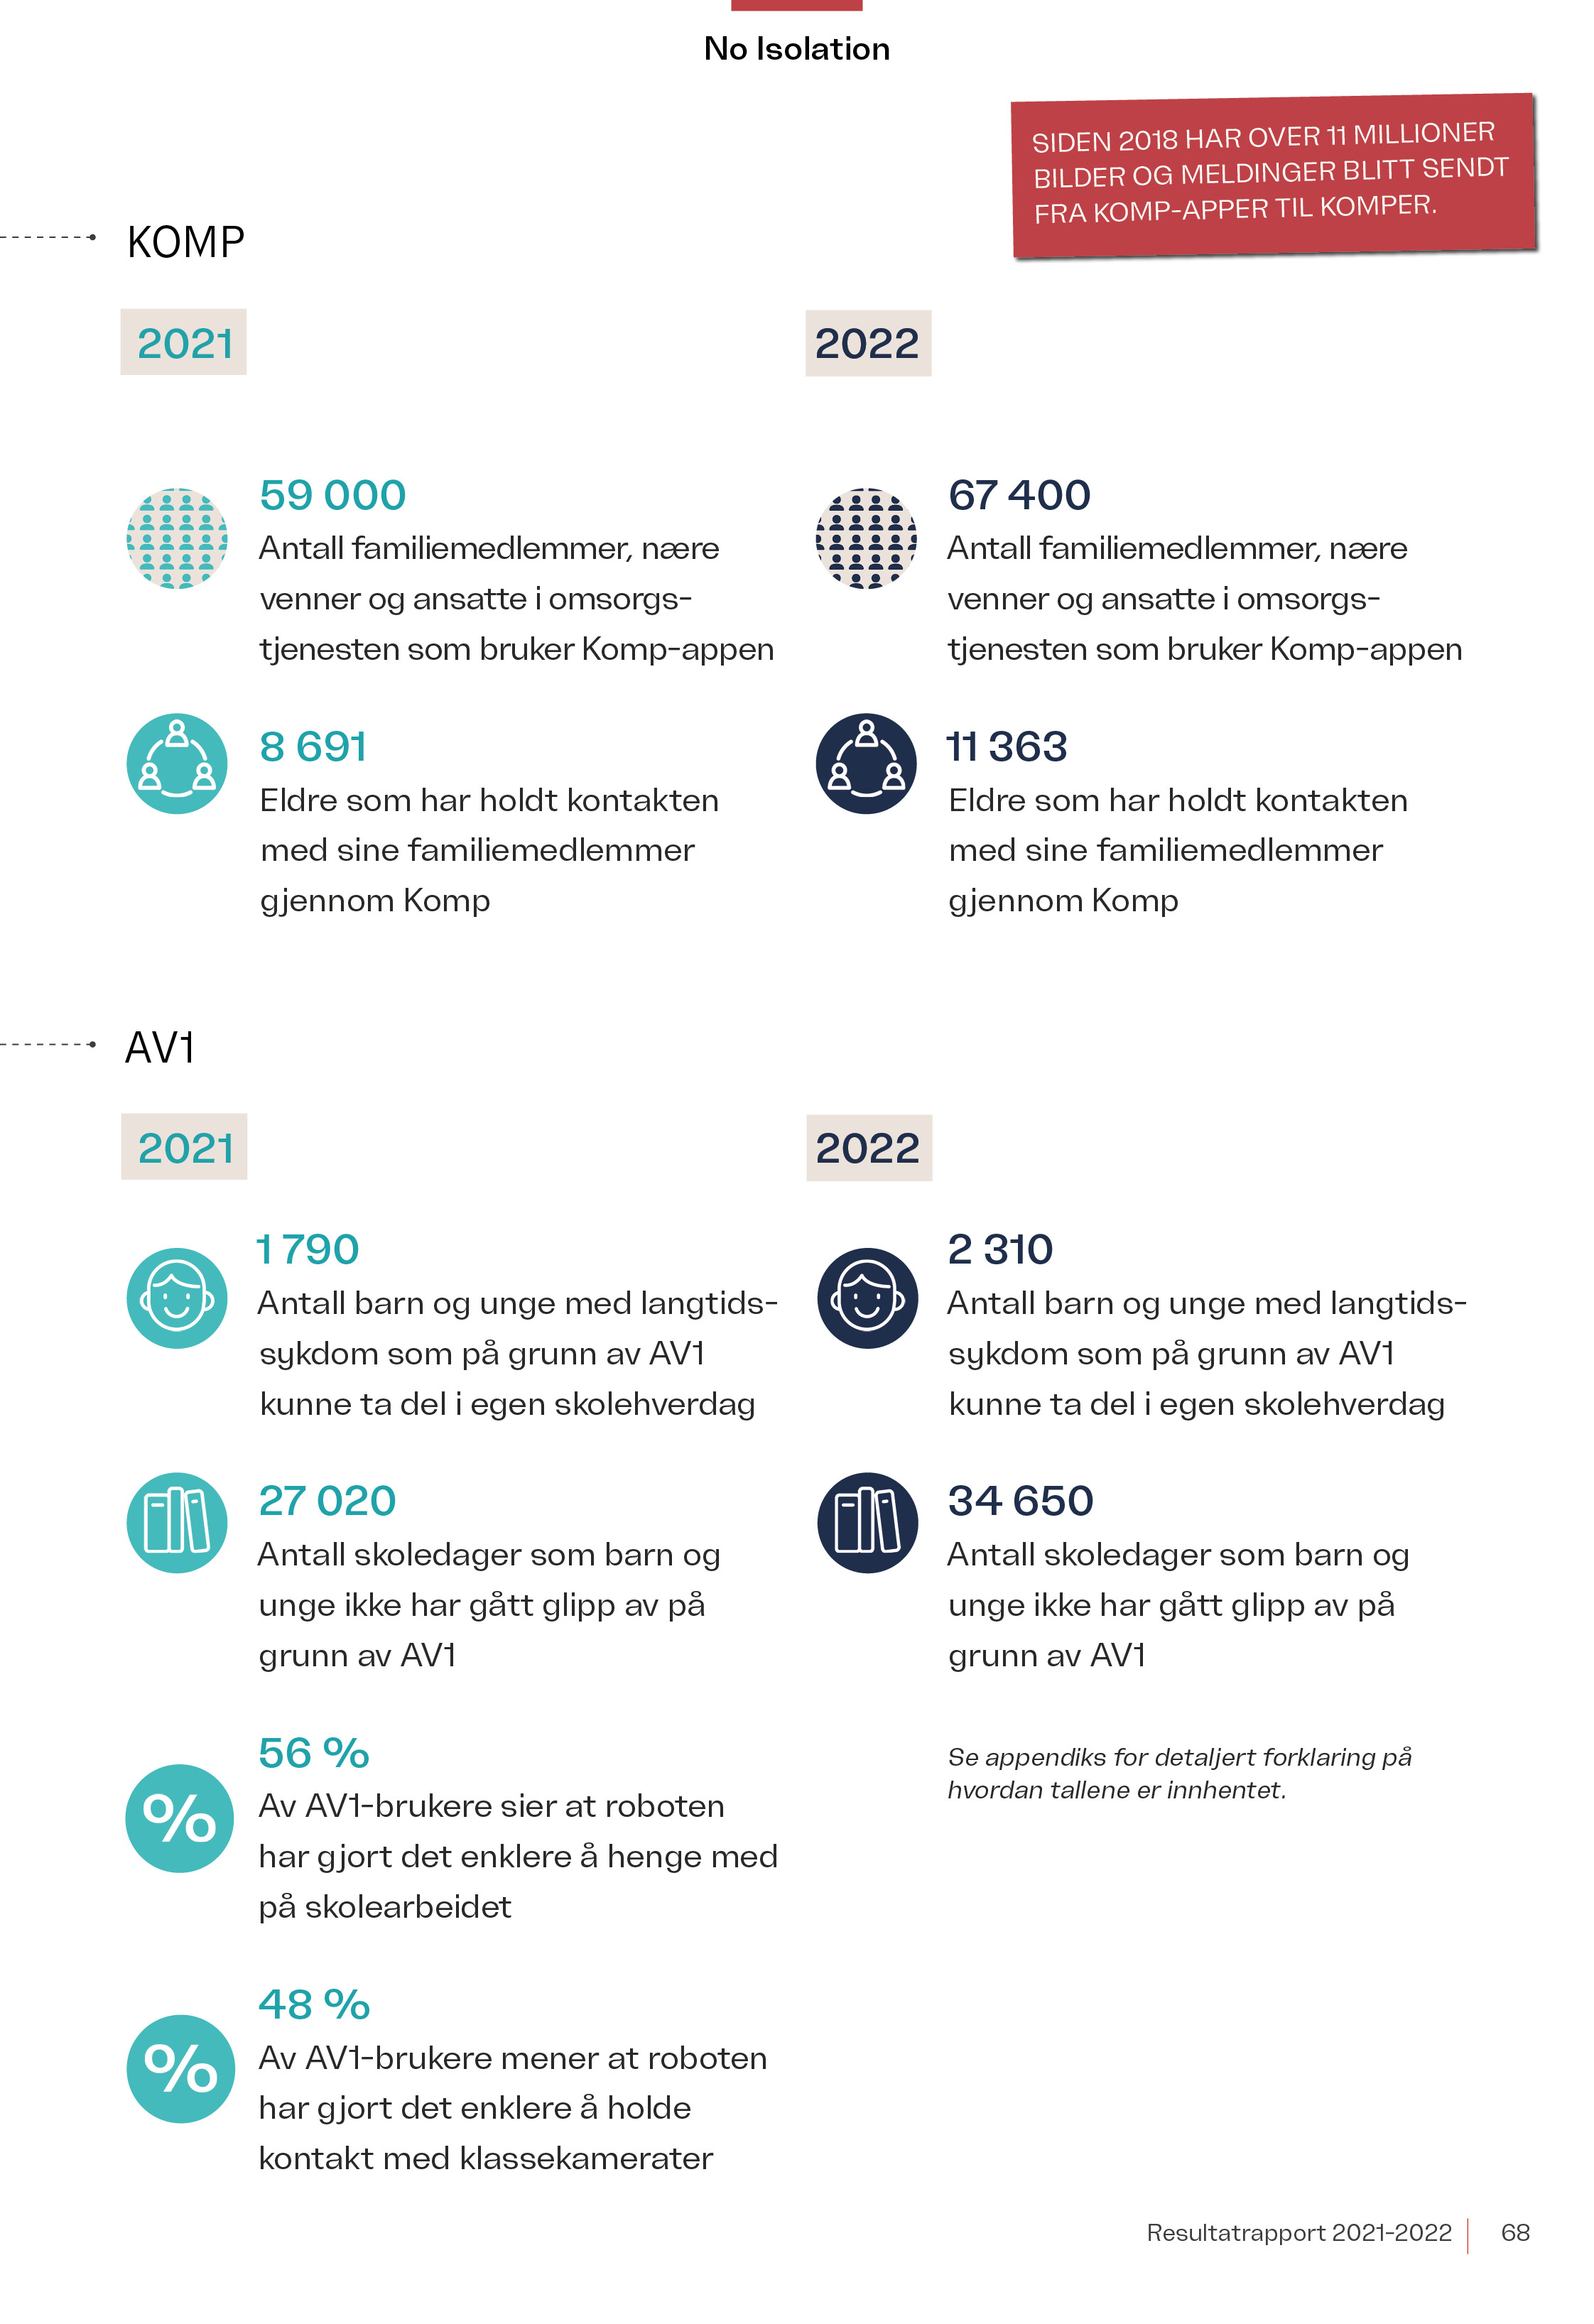 No Isolation
SIDEN 2018 HAR OVER 11 MILLIONER
BILDER OG MELDINGER BLITT SENDT
FRA KOMP-APPER TIL KOMPER.
KOMP
2021
59 000
Antall familiemedlemmer, nære
venner og ansatte i omsorgs-
tjenesten som bruker Komp-appen
8 691
Eldre som har holdt kontakten
med sine familiemedlemmer
gjennom Komp
2022
67 400
Antall familiemedlemmer, nære
venner og ansatte i omsorgs-
tjenesten som bruker Komp-appen
11 363
Eldre som har holdt kontakten
med sine familiemedlemmer
gjennom Komp
AV1
2021
1 790
Antall barn og unge med langtids-
sykdom som på grunn av AV1
kunne ta del i egen skolehverdag
27 020
Antall skoledager som barn og
unge ikke har gått glipp av på
grunn av AV1
56 %
%
Av AV1-brukere sier at roboten
har gjort det enklere å henge med
på skolearbeidet
48 %
%
Av AV1-brukere mener at roboten
har gjort det enklere å holde
kontakt med klassekamerater
2022
2 310
Antall barn og unge med langtids-
sykdom som på grunn av AV1
kunne ta del i egen skolehverdag
34 650
Antall skoledager som barn og
unge ikke har gått glipp av på
grunn av AV1
Se appendiks for detaljert forklaring på
hvordan tallene er innhentet.
Resultatrapport 2021-2022 68